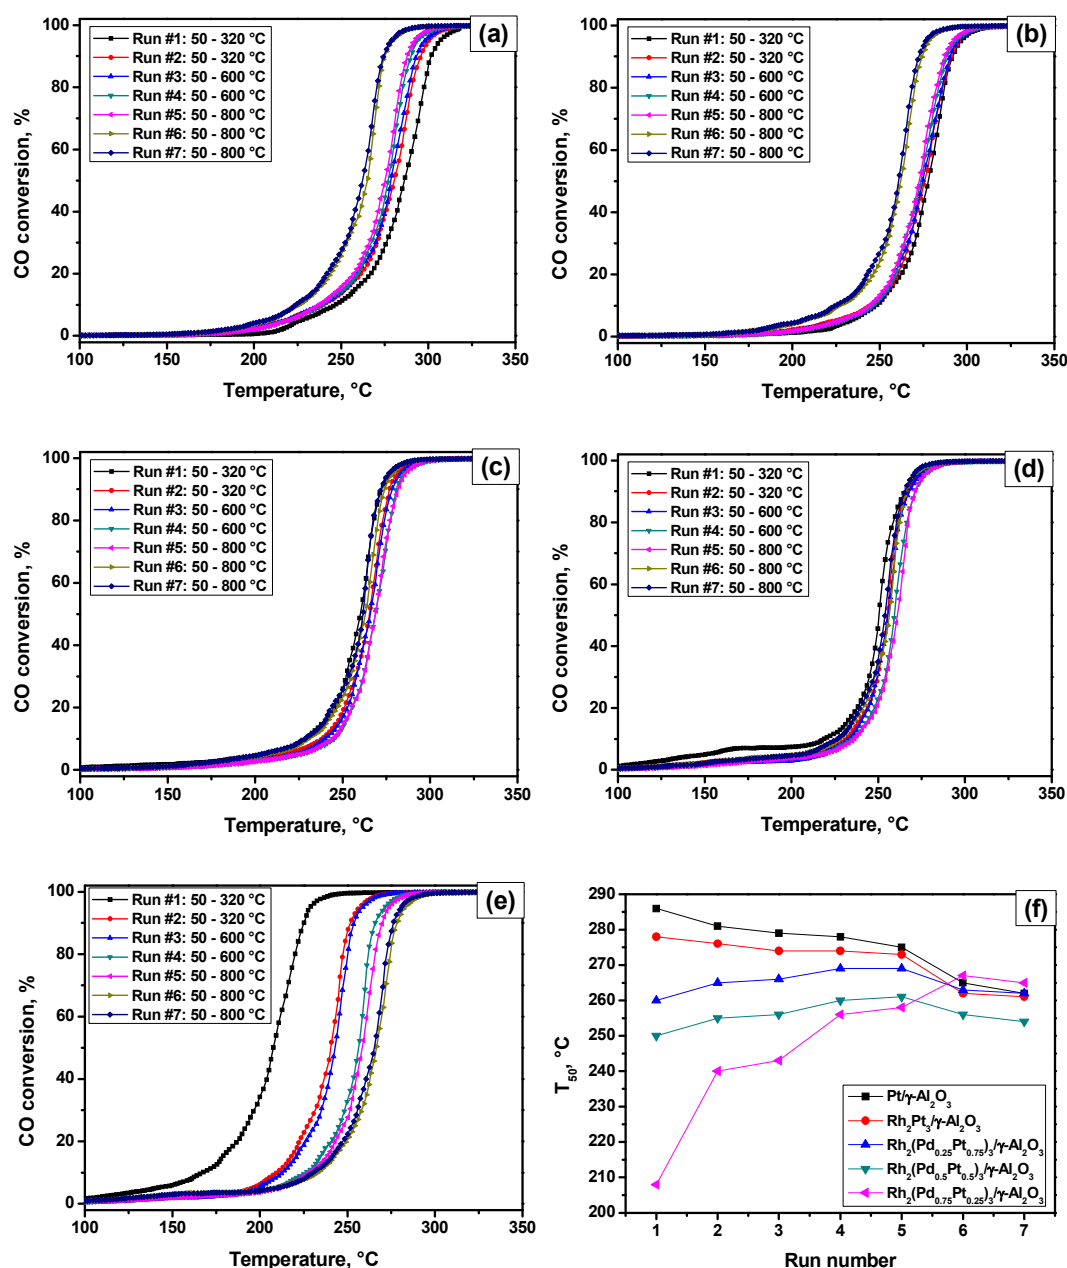 (a)
Run #1: 50 - 320 °C
Run #2: 50 - 320 °C
Run #3: 50 - 600 °C
Run #4: 50 - 600 °C
Run #5: 50 - 800 °C
Run #6: 50 - 800 °C
Run #7: 50 - 800 °C
CO conversion, %
100
80
60
40
20
0
100 150 200 250 300 350
Temperature, °C
(b)
Run #1: 50 - 320 °C
Run #2: 50 - 320 °C
Run #3: 50 - 600 °C
Run #4: 50 - 600 °C
Run #5: 50 - 800 °C
Run #6: 50 - 800 °C
Run #7: 50 - 800 °C
CO conversion, %
100
80
60
40
20
0
100 150 200 250 300 350
Temperature, °C
(c)
Run #1: 50 - 320 °C
Run #2: 50 - 320 °C
Run #3: 50 - 600 °C
Run #4: 50 - 600 °C
Run #5: 50 - 800 °C
Run #6: 50 - 800 °C
Run #7: 50 - 800 °C
CO conversion, %
100
80
60
40
20
0
100 150 200 250 300 350
Temperature, °C
(d)
Run #1: 50 - 320 °C
Run #2: 50 - 320 °C
Run #3: 50 - 600 °C
Run #4: 50 - 600 °C
Run #5: 50 - 800 °C
Run #6: 50 - 800 °C
Run #7: 50 - 800 °C
CO conversion, %
100
80
60
40
20
0
100 150 200 250 300 350
Temperature, °C
(e)
Run #1: 50 - 320 °C
Run #2: 50 - 320 °C
Run #3: 50 - 600 °C
Run #4: 50 - 600 °C
Run #5: 50 - 800 °C
Run #6: 50 - 800 °C
Run #7: 50 - 800 °C
CO conversion, %
100
80
60
40
20
0
100 150 200 250 300 350
Temperature, °C
(f)
T50, °C
290
280
270
260
250
240
230
220
210
200
Pt/γ-Al2O3
Rh2Pt3/γ-Al2O3
Rh2(Pd0.25Pt0.75)3/γ-Al2O3
Rh2(Pd0.5Pt0.5)3/γ-Al2O3
Rh2(Pd0.75Pt0.25)3/γ-Al2O3
1 2 3 4 5 6 7
Run number